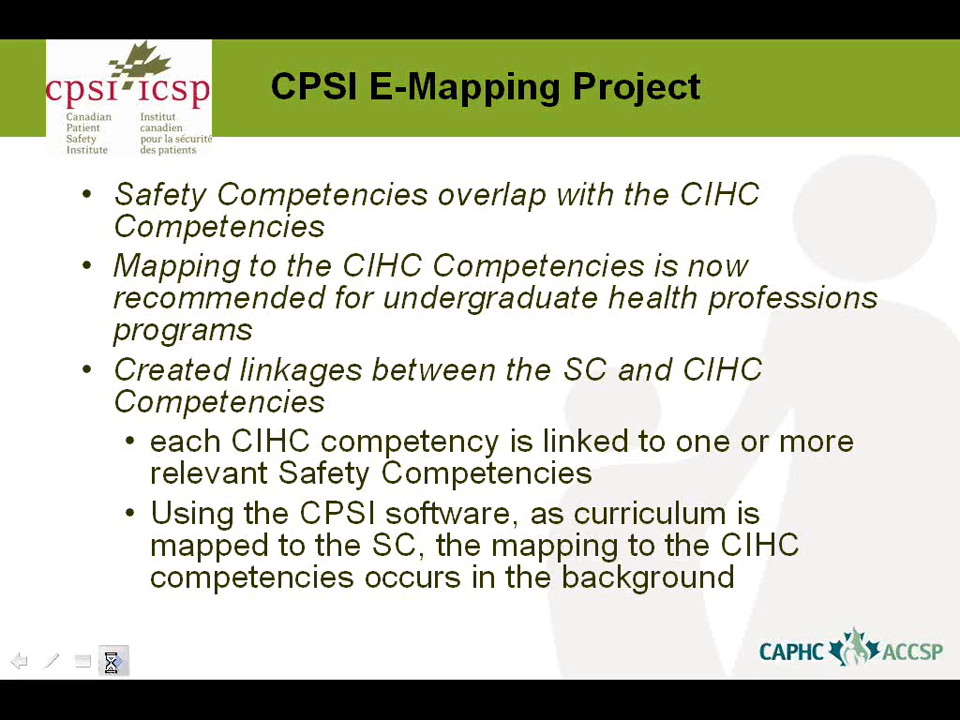 cpsi icsp
Canadian Patient Safety Institute
Institut canadien pour la sécurité des patients
CPSI E-Mapping Project
• Safety Competencies overlap with the CIHC
Competencies
• Mapping to the CIHC Competencies is now
recommended for undergraduate health professions
programs
• Created linkages between the SC and CIHC
Competencies
• each CIHC competency is linked to one or more
relevant Safety Competencies
• Using the CPSI software, as curriculum is
mapped to the SC, the mapping to the CIHC
competencies occurs in the background
CAPHC ACCSP